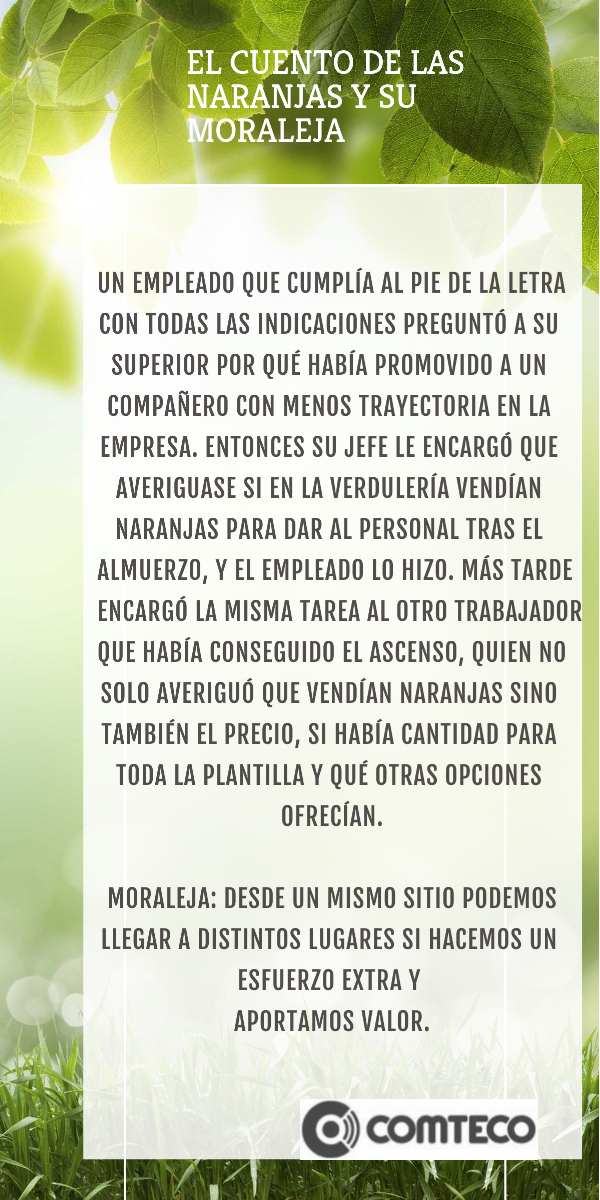 EL CUENTO DE LAS
NARANJAS Y SU
MORALEJA
UN EMPLEADO QUE CUMPLÍA AL PIE DE LA LETRA
CON TODAS LAS INDICACIONES PREGUNTÓ A SU
SUPERIOR POR QUÉ HABÍA PROMOVIDO A UN
COMPAÑERO CON MENOS TRAYECTORIA EN LA
EMPRESA. ENTONCES SU JEFE LE ENCARGÓ QUE
AVERIGUASE SI EN LA VERDULERÍA VENDÍAN
NARANJAS PARA DAR AL PERSONAL TRAS EL
ALMUERZO, Y EL EMPLEADO LO HIZO. MÁS TARDE
ENCARGÓ LA MISMA TAREA AL OTRO TRABAJADOR
QUE HABÍA CONSEGUIDO EL ASCENSO, QUIEN NO
SOLO AVERIGUÓ QUE VENDÍAN NARANJAS SINO
TAMBIÉN EL PRECIO, SI HABÍA CANTIDAD PARA
TODA LA PLANTILLA Y QUÉ OTRAS OPCIONES
OFRECÍAN.
MORALEJA: DESDE UN MISMO SITIO PODEMOS
LLEGAR A DISTINTOS LUGARES SI HACEMOS UN
ESFUERZO EXTRA Y
APORTAMOS VALOR.
COMTECO